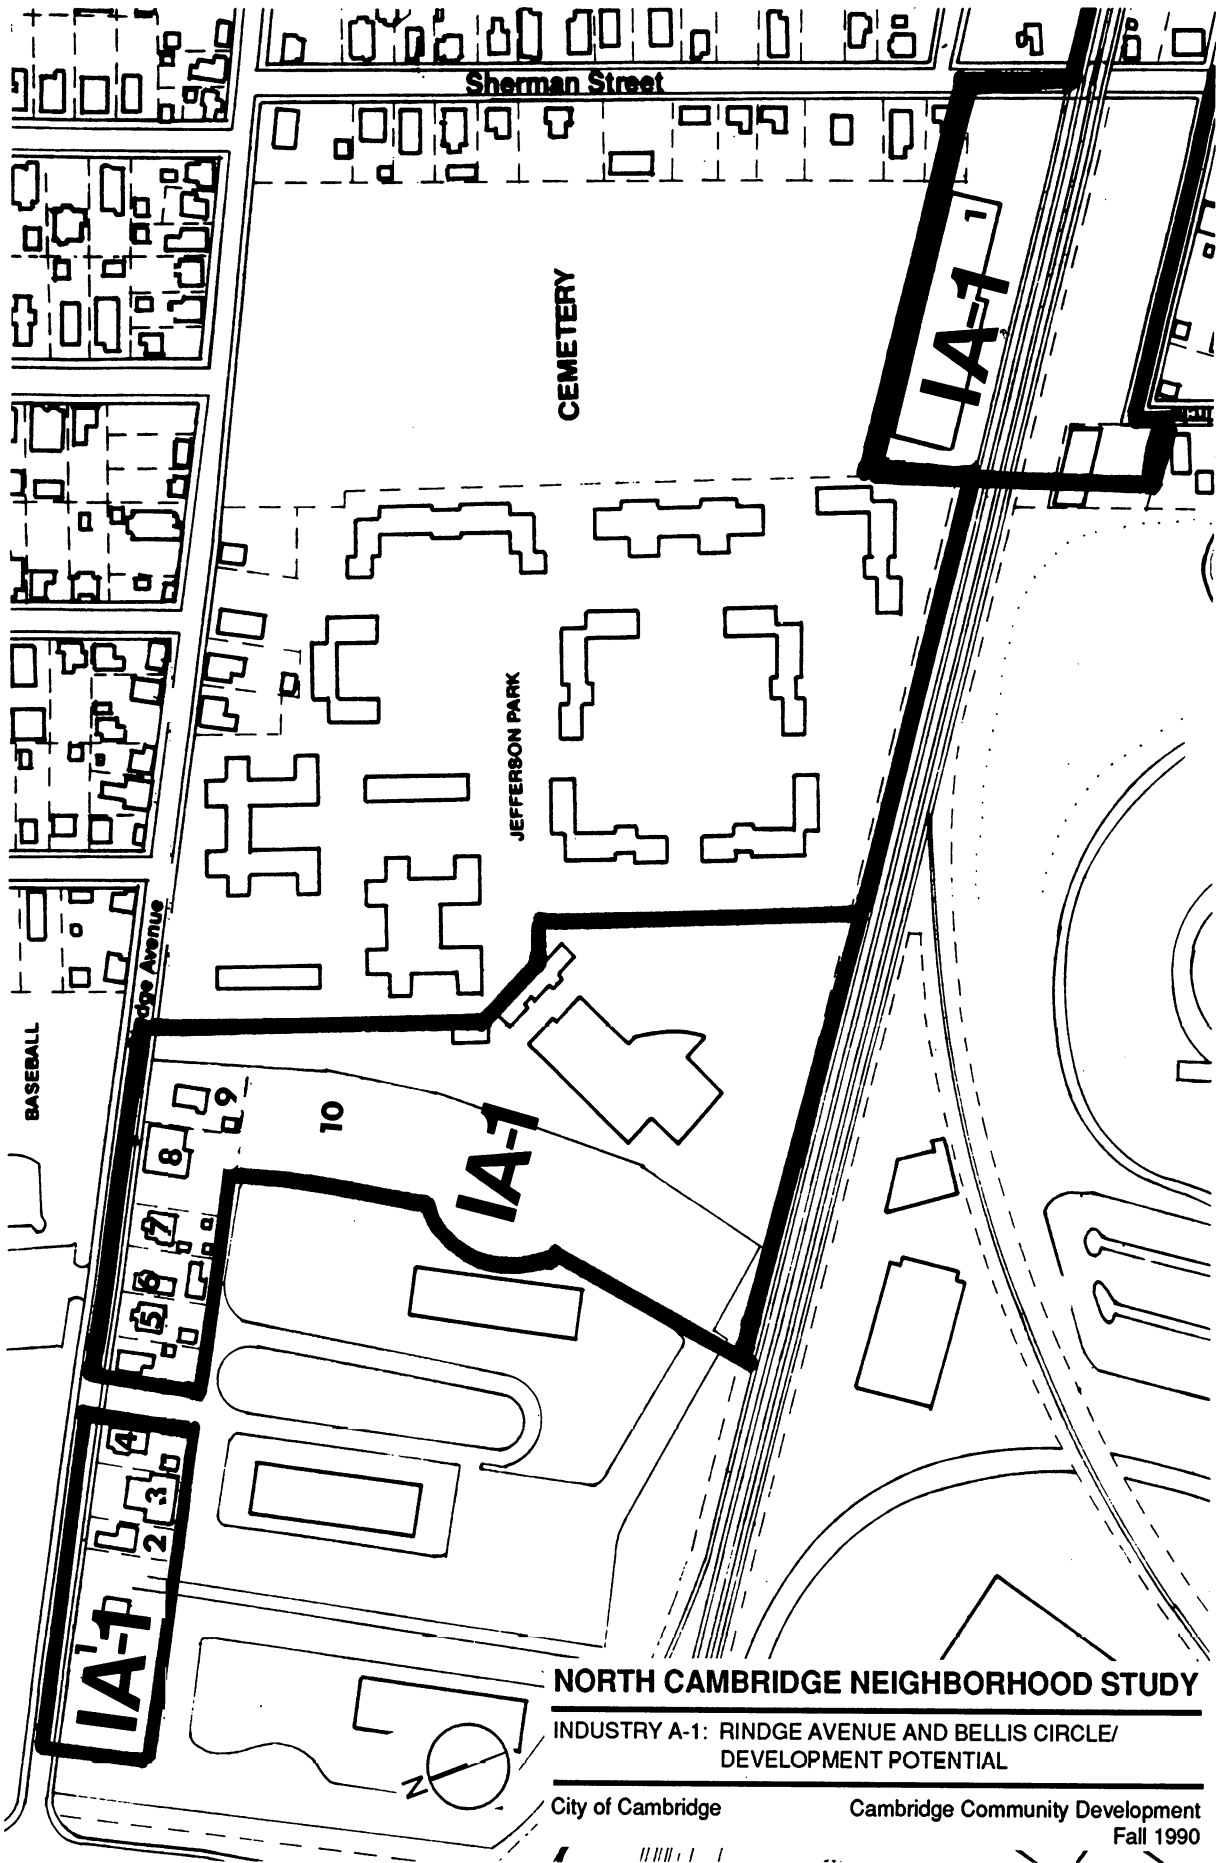 Sherman Street
1
IA-1
CEMETERY
JEFFERSON PARK
dge Avenue
BASEBALL
9
10
8
IA-1
7
6
5
4
3
2
1
IA-1
N
NORTH CAMBRIDGE NEIGHBORHOOD STUDY
INDUSTRY A-1: RINDGE AVENUE AND BELLIS CIRCLE/
DEVELOPMENT POTENTIAL
City of Cambridge
Cambridge Community Development
Fall 1990